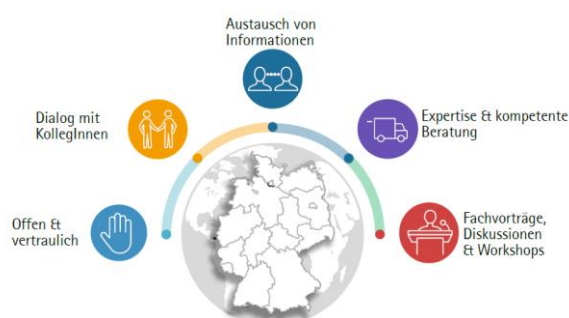 Austausch von
Informationen
Dialog mit
KollegInnen
Expertise & kompetente
Beratung
Offen &
vertraulich
Fachvorträge,
Diskussionen
& Workshops